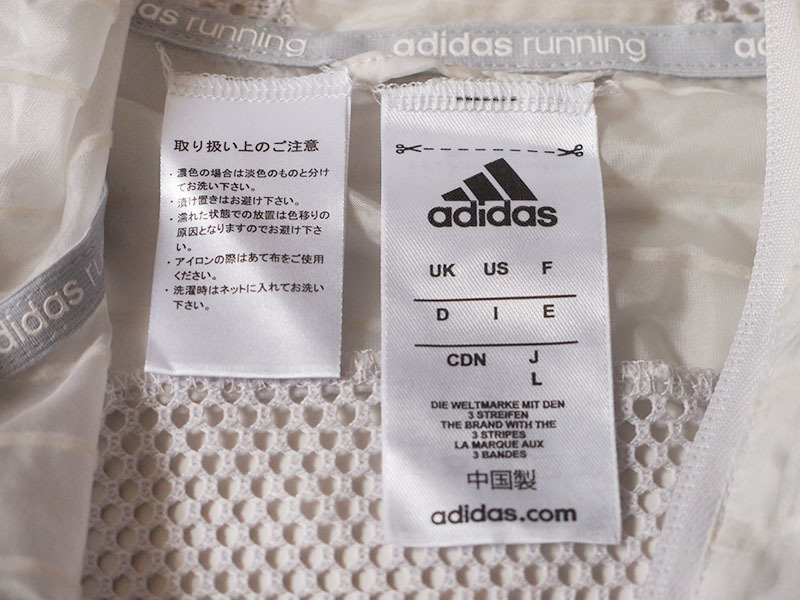 adidas running
adidas running
ad
adidas running
取り扱い上のご注意
・濃色の場合は淡色のものと分け
てお洗い下さい。
・漬け置きはお避け下さい。
・濡れた状態での放置は色移りの
原因となりますのでお避け下さ
い。
・アイロンの際はあて布をご使用
ください。
・洗濯時はネットに入れてお洗い
下さい。
adidas
UK US F
D I E
CDN J
L
DIE WELTMARKE MIT DEN
3 STREIFEN
THE BRAND WITH THE
3 STRIPES
LA MARQUE AUX
3 BANDES
中国製
adidas.com